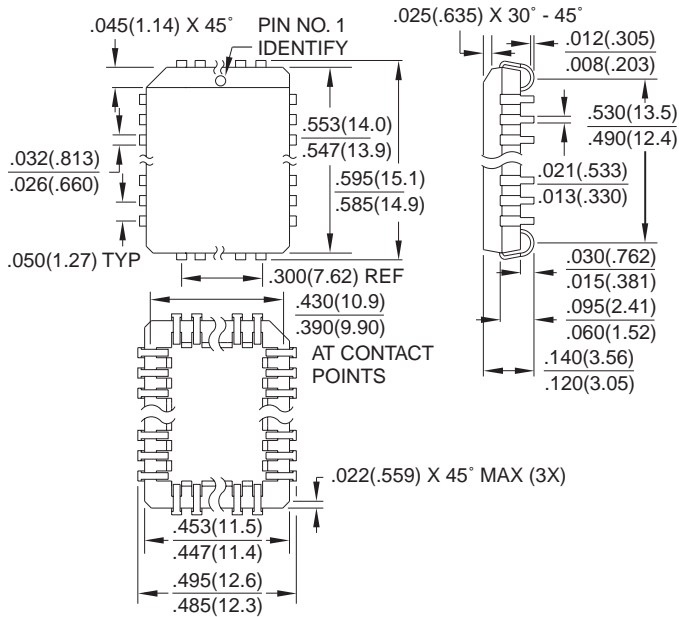 .045(1.14) X 45°
PIN NO. 1
IDENTIFY
.025(.635) X 30° - 45°
.012(.305)
.008(.203)
.553(14.0)
.547(13.9)
.530(13.5)
.490(12.4)
.032(.813)
.026(.660)
.595(15.1)
.585(14.9)
.021(.533)
.013(.330)
.050(1.27) TYP
.300(7.62) REF
.030(.762)
.015(.381)
.430(10.9)
.390(9.90)
AT CONTACT
POINTS
.095(2.41)
.060(1.52)
.140(3.56)
.120(3.05)
.022(.559) X 45° MAX (3X)
.453(11.5)
.447(11.4)
.495(12.6)
.485(12.3)